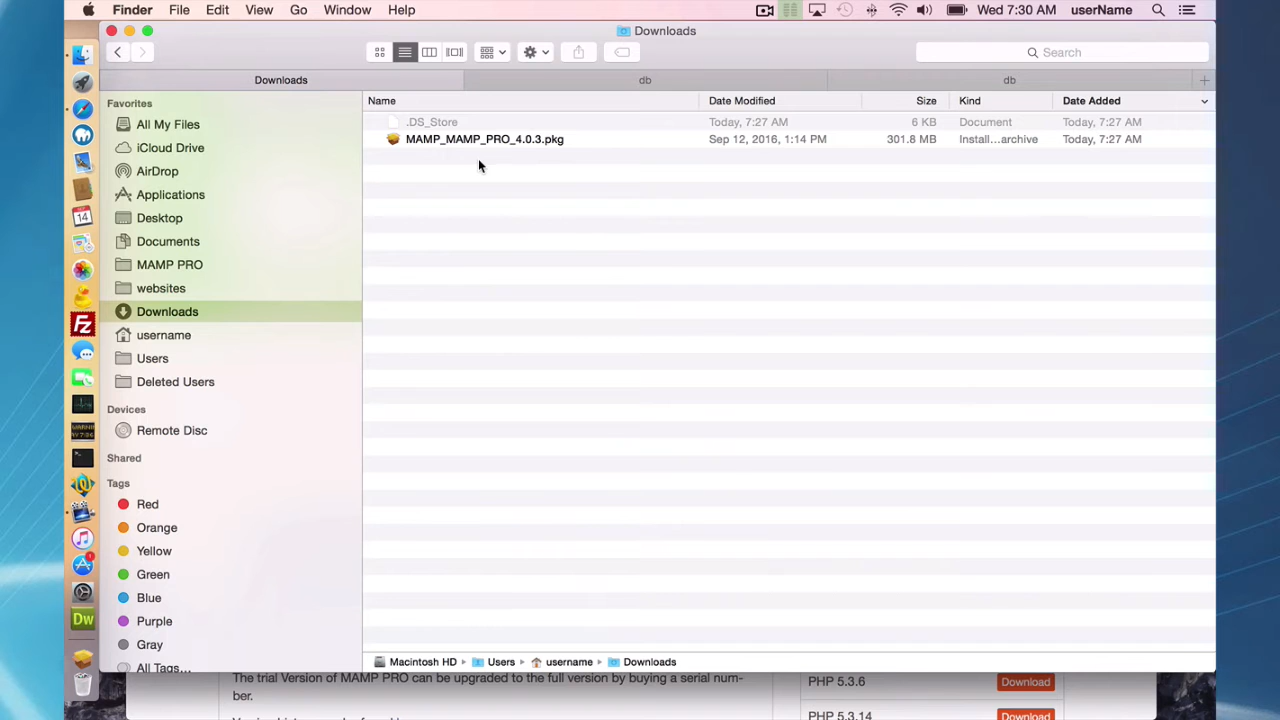 Finder File Edit View Go Window Help Wed 7:30 AM userName
Downloads
Search
Downloads db db
Name Date Modified Size Kind Date Added
.DS_Store Today, 7:27 AM 6 KB Document Today, 7:27 AM
MAMP_MAMP_PRO_4.0.3.pkg Sep 12, 2016, 1:14 PM 301.8 MB Install...archive Today, 7:27 AM
Favorites
All My Files
iCloud Drive
AirDrop
Applications
Desktop
Documents
MAMP PRO
websites
Downloads
username
Users
Deleted Users
Devices
Remote Disc
Shared
Tags
Red
Orange
Yellow
Green
Blue
Purple
Gray
All Tags...
14
Fz
Dw
Macintosh HD Users username Downloads
The trial Version of MAMP PRO can be upgraded to the full version by buying a serial num-
ber.
PHP 5.3.6 Download
PHP 5.3.14 Download